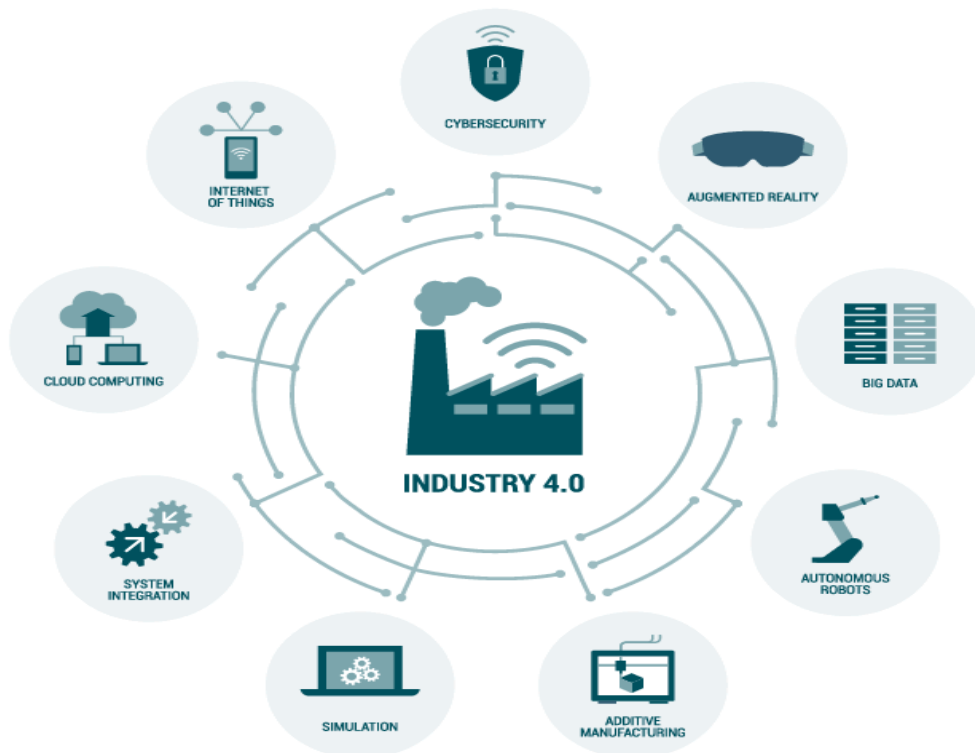 CYBERSECURITY
AUGMENTED REALITY
INTERNET
OF THINGS
CLOUD COMPUTING
BIG DATA
INDUSTRY 4.0
SYSTEM
INTEGRATION
AUTONOMOUS
ROBOTS
SIMULATION
ADDITIVE
MANUFACTURING